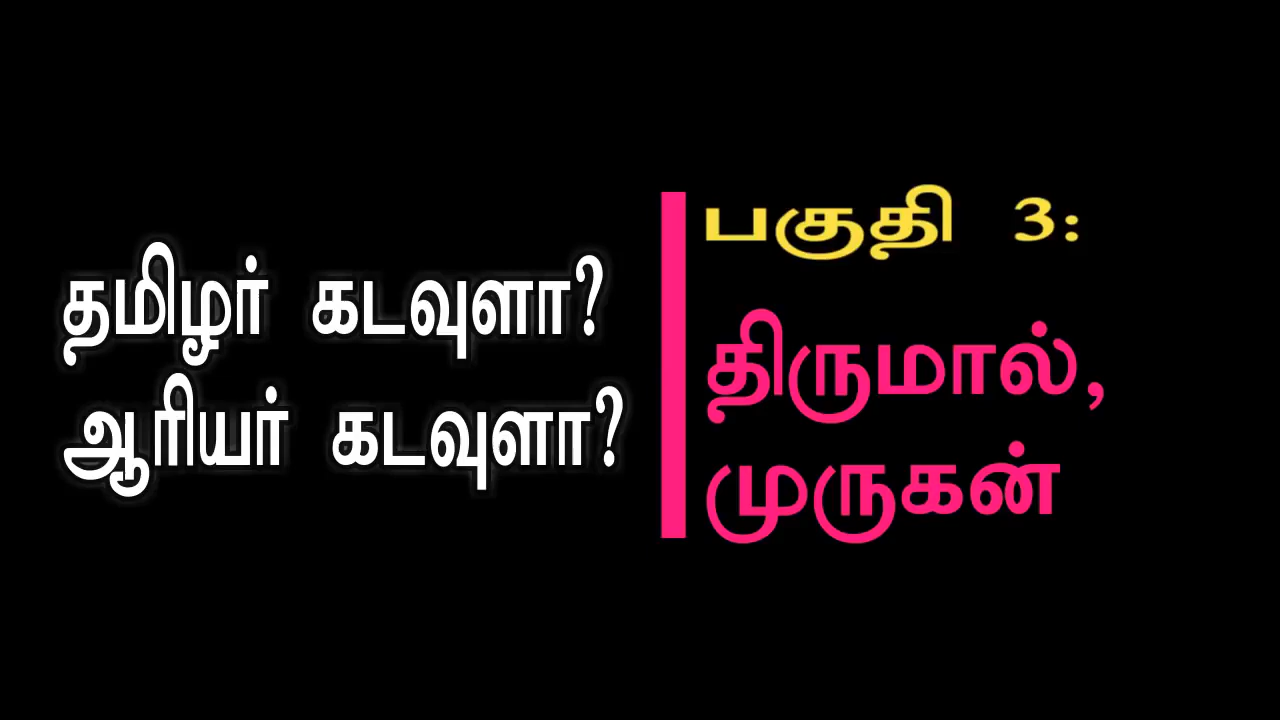 தமிழர் கடவுளா?
ஆரியர் கடவுளா?
பகுதி 3:
திருமால்,
முருகன்